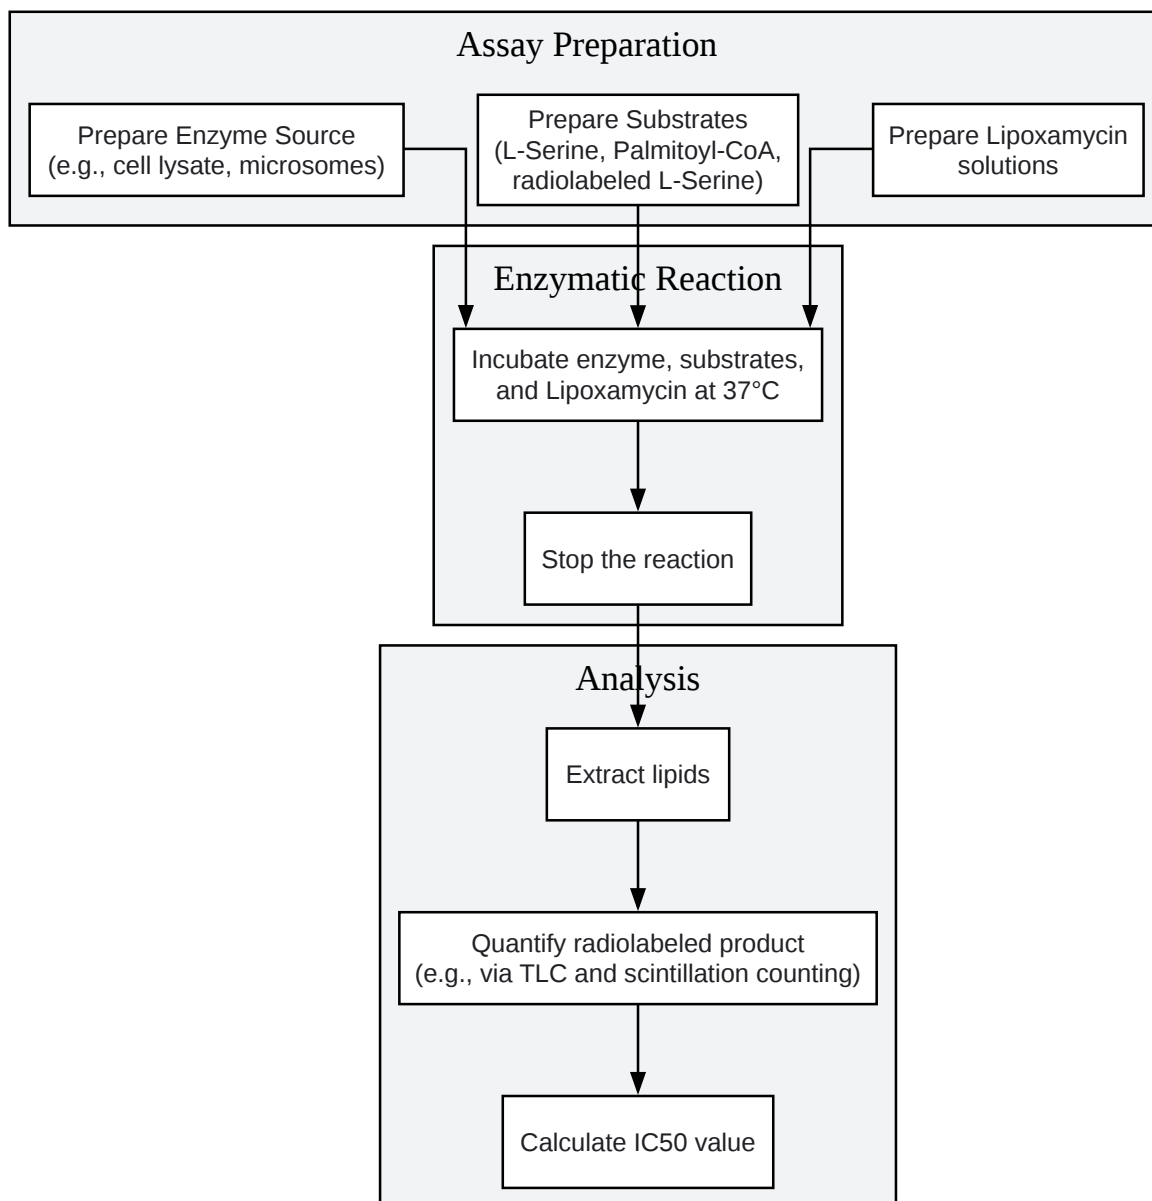 Assay Preparation
Prepare Enzyme Source
(e.g., cell lysate, microsomes)
Prepare Substrates
(L-Serine, Palmitoyl-CoA,
radiolabeled L-Serine)
Prepare Lipoxamycin
solutions
Enzymatic Reaction
Incubate enzyme, substrates,
and Lipoxamycin at 37°C
Stop the reaction
Analysis
Extract lipids
Quantify radiolabeled product
(e.g., via TLC and scintillation counting)
Calculate IC50 value